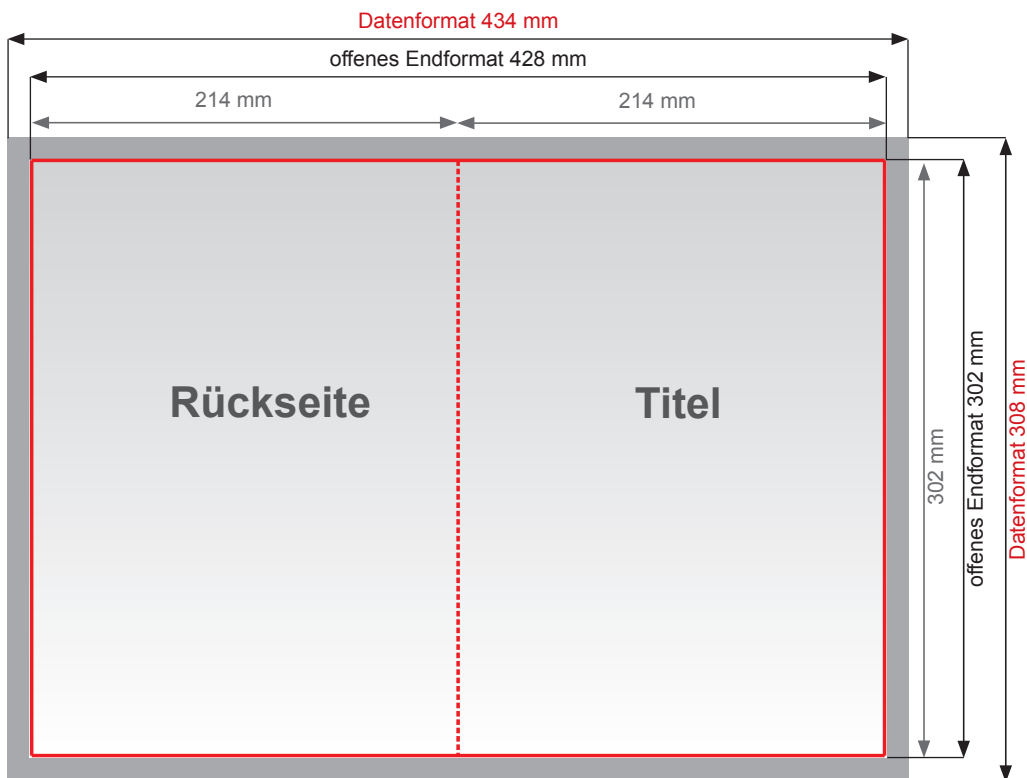 Datenformat 434 mm
offenes Endformat 428 mm
214 mm
214 mm
Rückseite
Titel
302 mm
offenes Endformat 302 mm
Datenformat 308 mm